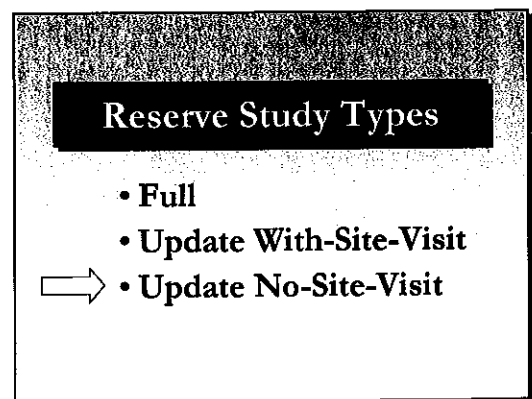 Reserve Study Types
• Full
• Update With-Site-Visit
• Update No-Site-Visit